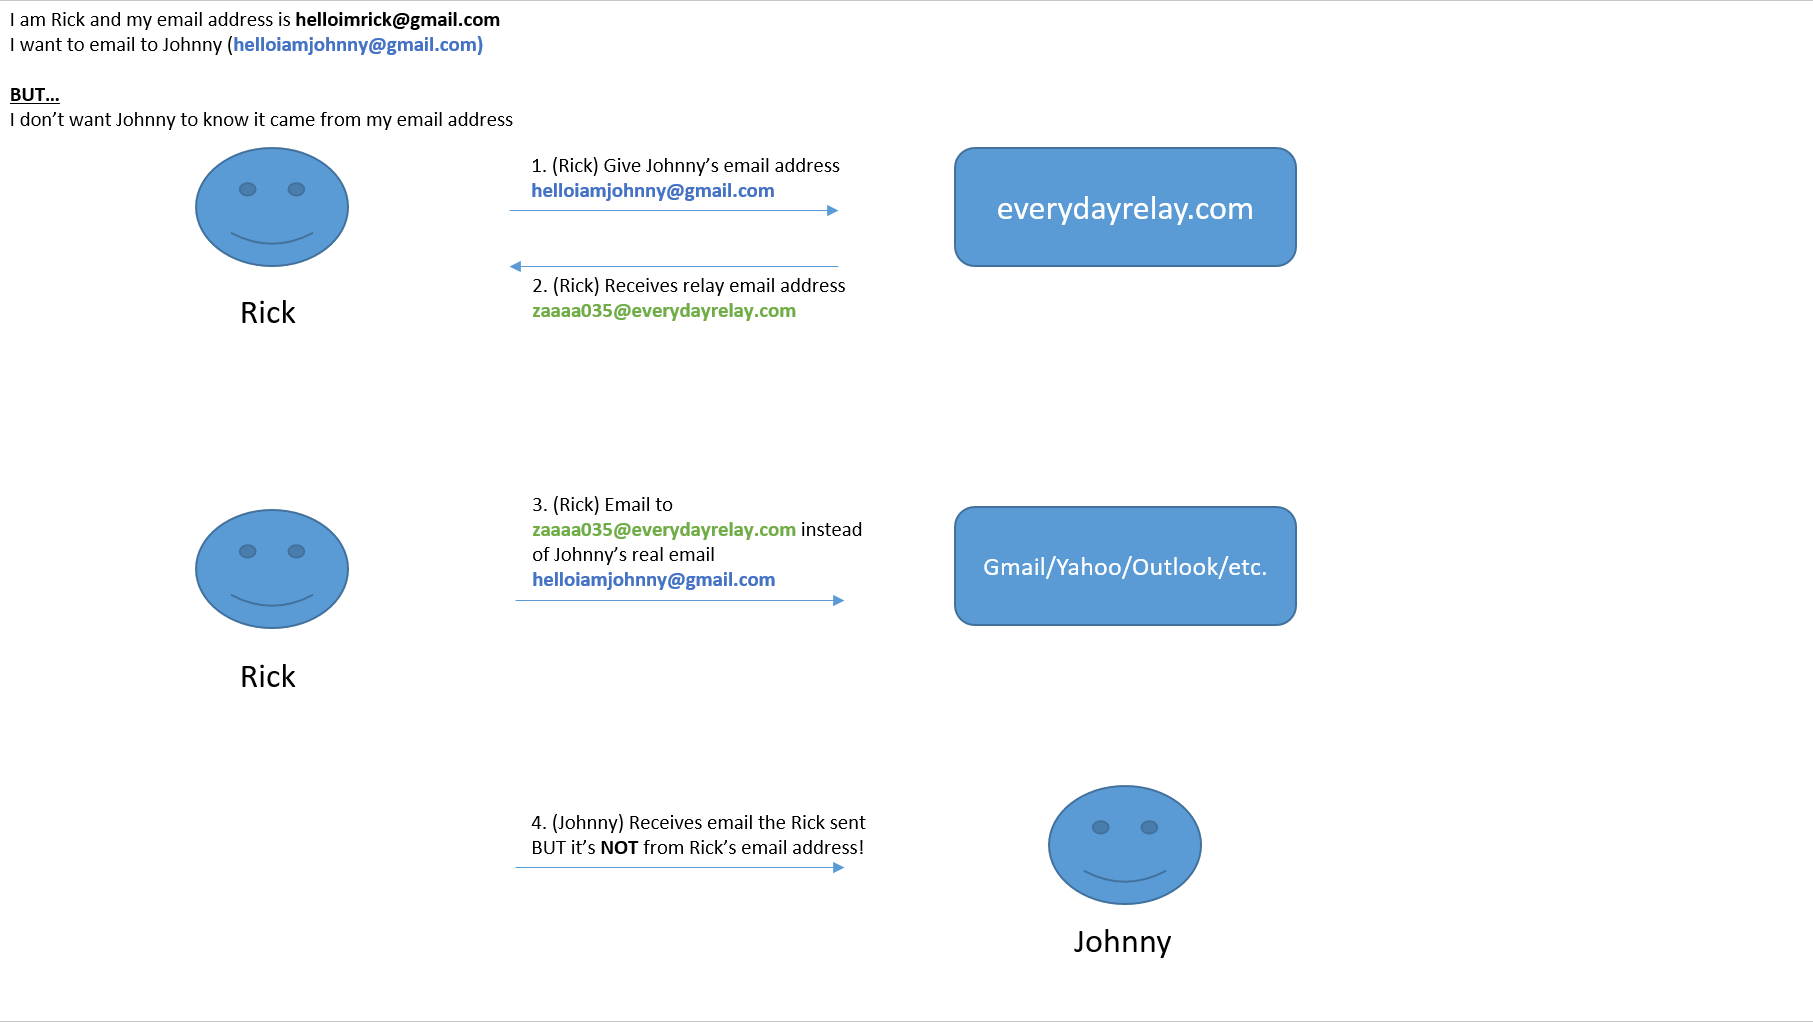 I am Rick and my email address is helloimrick@gmail.com
I want to email to Johnny (helloiamjohnny@gmail.com)
BUT...
I don't want Johnny to know it came from my email address
1. (Rick) Give Johnny's email address
helloiamjohnny@gmail.com
everydayrelay.com
2. (Rick) Receives relay email address
zaaaa035@everydayrelay.com
Rick
3. (Rick) Email to
zaaaa035@everydayrelay.com instead
of Johnny's real email
helloiamjohnny@gmail.com
Gmail/Yahoo/Outlook/etc.
Rick
4. (Johnny) Receives email the Rick sent
BUT it's NOT from Rick's email address!
Johnny